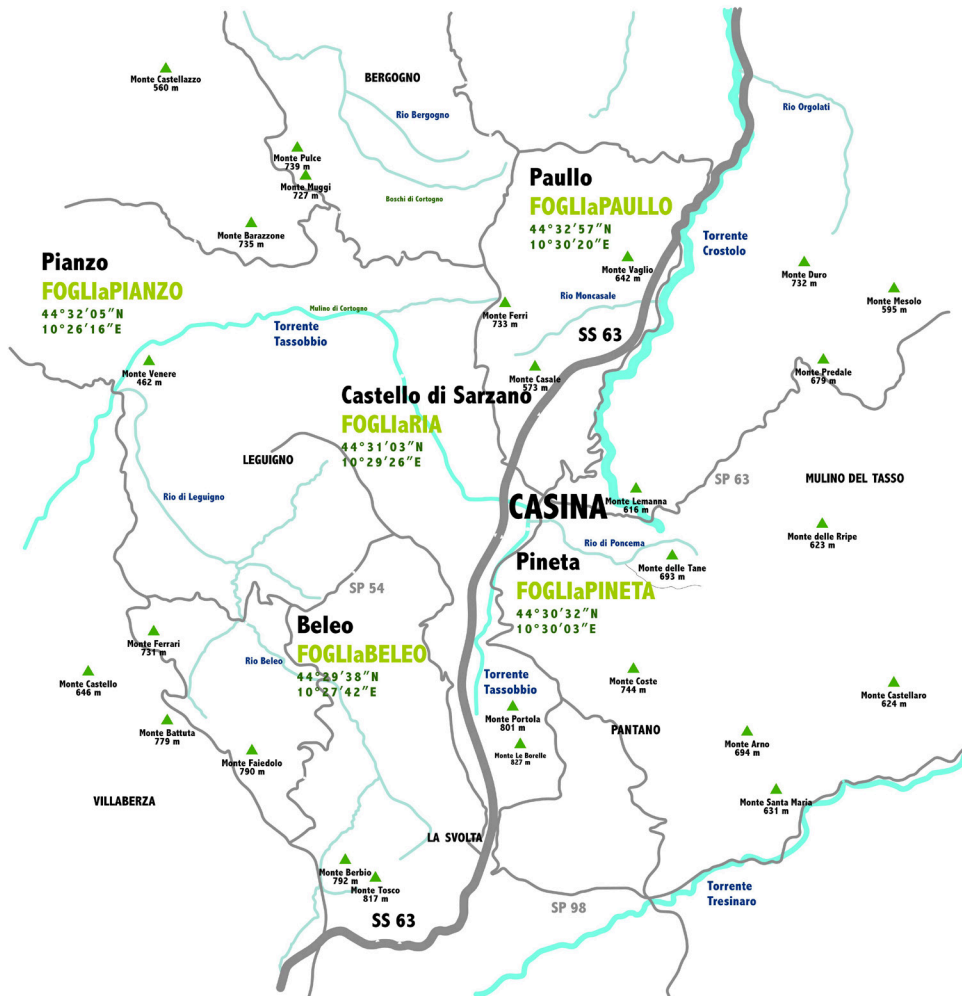 Monte Castellazzo
560 m
BERGOGNO
Rio Bergogno
Rio Orgolati
Monte Pulce
739 m
Monte Muggi
727 m
Boschi di Cortogno
Paullo
FOGLIaPAULLO
44°32′57″N
10°30′20″E
Monte Barazzone
735 m
Torrente
Crostolo
Pianzo
FOGLIaPIANZO
44°32′05″N
10°26′16″E
Monte Vaglio
642 m
Monte Duro
732 m
Monte Mesolo
595 m
Rio Moncasale
Mulino di Cortogno
Monte Ferri
733 m
Torrente
Tassobbio
SS 63
Monte Venere
462 m
Monte Casale
573 m
Monte Predale
679 m
Castello di Sarzano
FOGLIaRIA
44°31′03″N
10°29′26″E
LEGUIGNO
Rio di Leguigno
SP 63
MULINO DEL TASSO
CASINA
Monte Lemanna
616 m
Monte delle Rripe
623 m
Rio di Poncema
Monte delle Tane
693 m
Pineta
FOGLIaPINETA
44°30′32″N
10°30′03″E
SP 54
Beleo
FOGLIaBELEO
44°29′38″N
10°27′42″E
Monte Ferrari
731 m
Rio Beleo
Monte Castello
646 m
Torrente
Tassobbio
Monte Coste
744 m
Monte Castellaro
624 m
Monte Portola
801 m
Monte Battuta
779 m
PANTANO
Monte Arno
694 m
Monte Le Borelle
827 m
Monte Faiedolo
790 m
VILLABERZA
Monte Santa Maria
631 m
LA SVOLTA
Monte Berbio
792 m
Monte Tosco
817 m
SS 63
SP 98
Torrente
Tresinaro